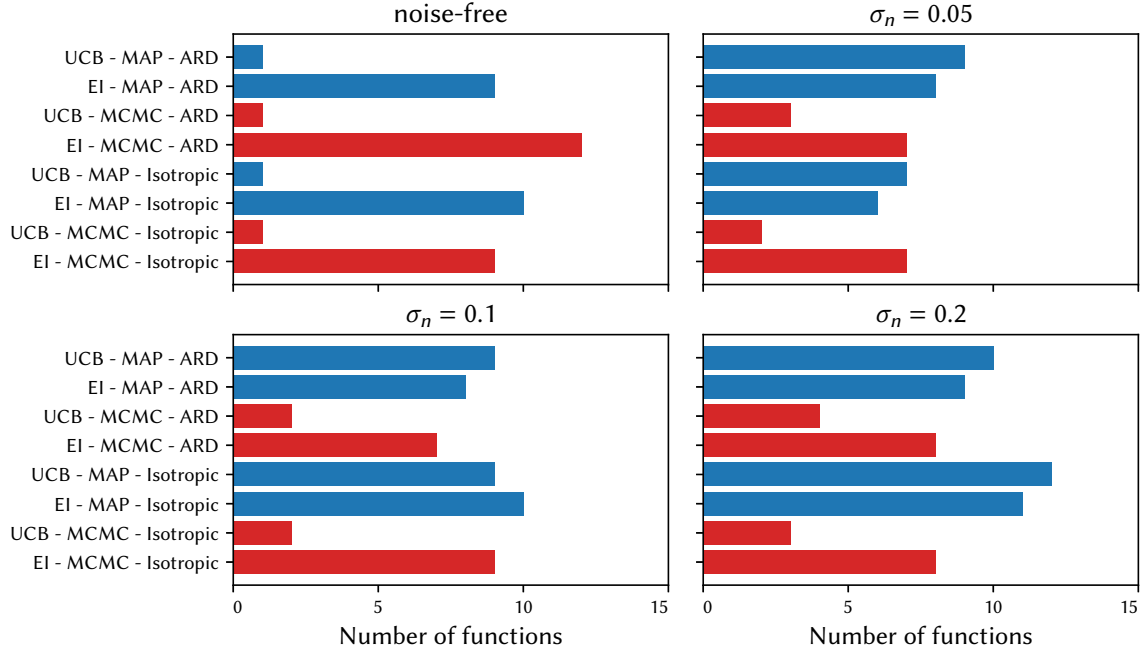 noise-free
σn = 0.05
UCB - MAP - ARD
EI - MAP - ARD
UCB - MCMC - ARD
EI - MCMC - ARD
UCB - MAP - Isotropic
EI - MAP - Isotropic
UCB - MCMC - Isotropic
EI - MCMC - Isotropic
σn = 0.1
σn = 0.2
UCB - MAP - ARD
EI - MAP - ARD
UCB - MCMC - ARD
EI - MCMC - ARD
UCB - MAP - Isotropic
EI - MAP - Isotropic
UCB - MCMC - Isotropic
EI - MCMC - Isotropic
0 5 10 15
0 5 10 15
Number of functions
Number of functions